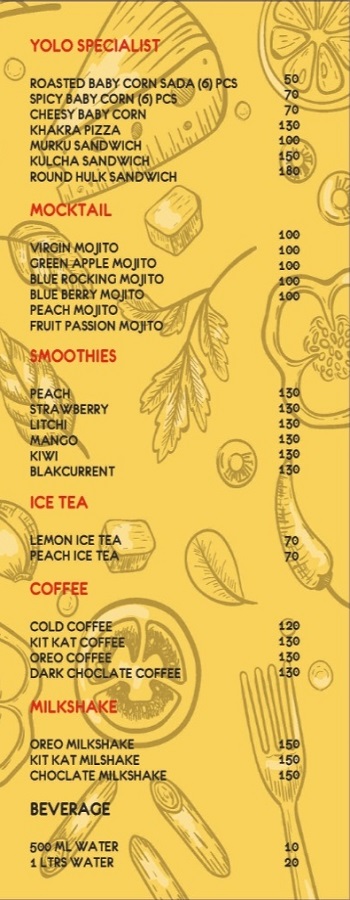 YOLO SPECIALIST
ROASTED BABY CORN SADA (6) PCS 50
SPICY BABY CORN (6) PCS 70
CHEESY BABY CORN 70
KHAKRA PIZZA 130
MURKU SANDWICH 100
KULCHA SANDWICH 150
ROUND HULK SANDWICH 180
MOCKTAIL
VIRGIN MOJITO 100
GREEN APPLE MOJITO 100
BLUE ROCKING MOJITO 100
BLUE BERRY MOJITO 100
PEACH MOJITO 100
FRUIT PASSION MOJITO
SMOOTHIES
PEACH 130
STRAWBERRY 130
LITCHI 130
MANGO 130
KIWI 130
BLAKCURRENT 130
ICE TEA
LEMON ICE TEA 70
PEACH ICE TEA 70
COFFEE
COLD COFFEE 120
KIT KAT COFFEE 130
OREO COFFEE 130
DARK CHOCLATE COFFEE 130
MILKSHAKE
OREO MILKSHAKE 150
KIT KAT MILSHAKE 150
CHOCLATE MILKSHAKE 150
BEVERAGE
500 ML WATER 10
1 LTRS WATER 20